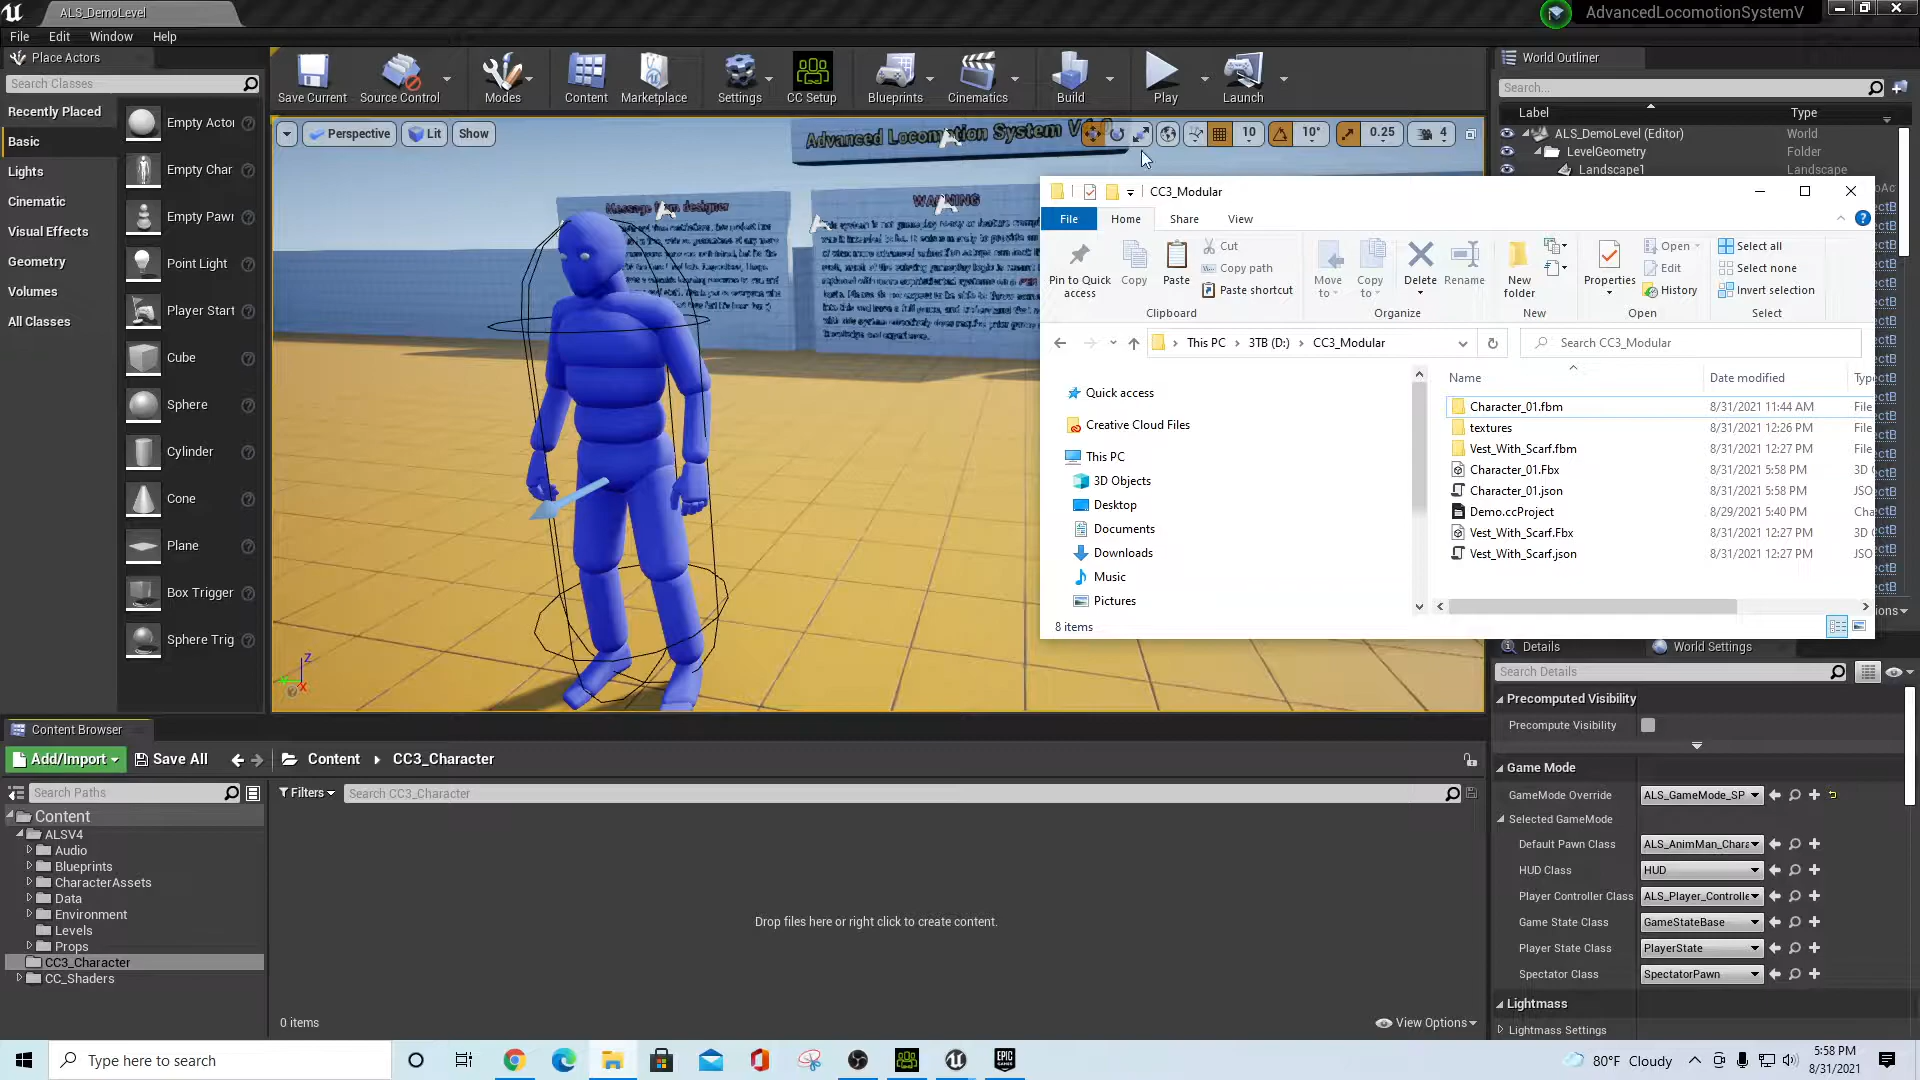 ALS_DemoLevel
AdvancedLocomotionSystemV
File Edit Window Help
Place Actors
Search Classes
Recently Placed
Basic
Lights
Cinematic
Visual Effects
Geometry
Volumes
All Classes
Empty Actor
Empty Char
Empty Pawn
Point Light
Player Start
Cube
Sphere
Cylinder
Cone
Plane
Box Trigger
Sphere Trig
Save Current
Source Control
Modes
Content
Marketplace
Settings
CC Setup
Blueprints
Cinematics
Build
Play
Launch
Perspective
Lit
Show
10
10°
0.25
4
Advanced Locomotion System V
Message from designer
WARNING
World Outliner
Search...
Label Type
ALS_DemoLevel (Editor) World
LevelGeometry Folder
Landscape1 Landscape
CC3_Modular
File Home Share View
Pin to Quick access
Copy
Paste
Cut
Copy path
Paste shortcut
Clipboard
Move to
Copy to
Delete
Rename
Organize
New folder
New
Properties
Open
Edit
History
Open
Select all
Select none
Invert selection
Select
This PC 3TB (D:) CC3_Modular
Search CC3_Modular
Quick access
Creative Cloud Files
This PC
3D Objects
Desktop
Documents
Downloads
Music
Pictures
Name Date modified Type
Character_01.fbm 8/31/2021 11:44 AM File
textures 8/31/2021 12:26 PM File
Vest_With_Scarf.fbm 8/31/2021 12:27 PM File
Character_01.Fbx 8/31/2021 5:58 PM 3D
Character_01.json 8/31/2021 5:58 PM JSO
Demo.ccProject 8/29/2021 5:40 PM Cha
Vest_With_Scarf.Fbx 8/31/2021 12:27 PM 3D
Vest_With_Scarf.json 8/31/2021 12:27 PM JSO
8 items
Details World Settings
Search Details
Precomputed Visibility
Precompute Visibility
Game Mode
GameMode Override ALS_GameMode_SP
Selected GameMode
Default Pawn Class ALS_AnimMan_Chara
HUD Class HUD
Player Controller Class ALS_Player_Controlle
Game State Class GameStateBase
Player State Class PlayerState
Spectator Class SpectatorPawn
Lightmass
Lightmass Settings
Content Browser
Add/Import Save All Content CC3_Character
Search Paths
Filters Search CC3_Character
Content
ALSV4
Audio
Blueprints
CharacterAssets
Data
Environment
Levels
Props
CC3_Character
CC_Shaders
Drop files here or right click to create content.
0 items
View Options
Type here to search
EPIC GAMES
80°F Cloudy
5:58 PM
8/31/2021